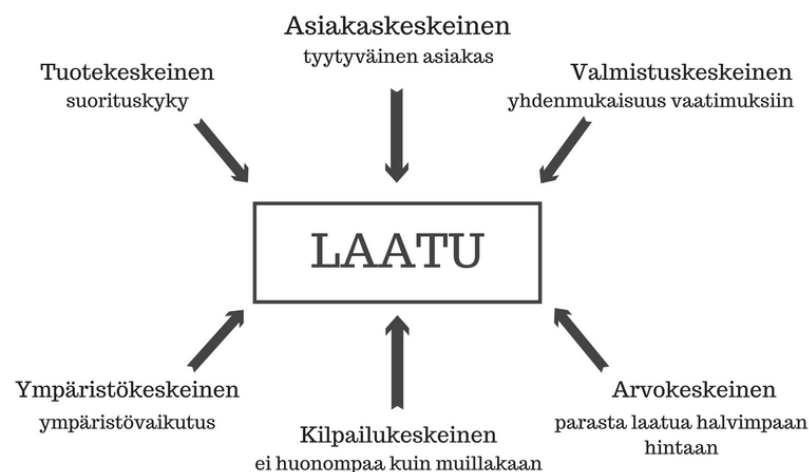 Asiakaskeskeinen
tyytyväinen asiakas
Tuotekeskeinen
suorituskyky
Valmistuskeskeinen
yhdenmukaisuus vaatimuksiin
LAATU
Ympäristökeskeinen
ympäristövaikutus
Kilpailukeskeinen
ei huonompaa kuin muillakaan
Arvokeskeinen
parasta laatua halvimpaan
hintaan